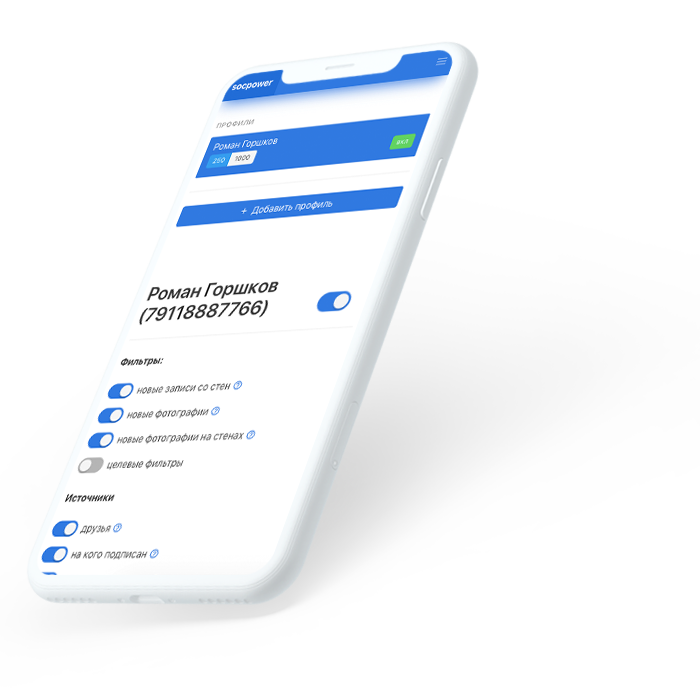 socpower
ПРОФИЛИ
Роман Горшков
250 1000
вкл
+ Добавить профиль
Роман Горшков
(79118887766)
Фильтры:
новые записи со стен ?
новые фотографии ?
новые фотографии на стенах ?
целевые фильтры
Источники
друзья ?
на кого подписан ?